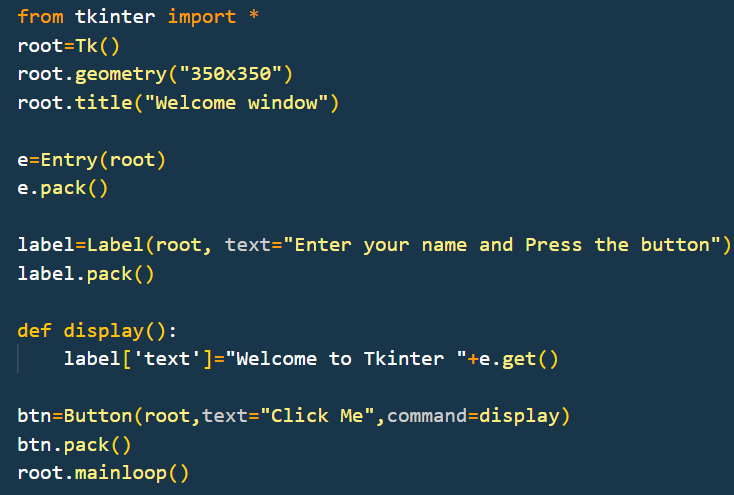 from tkinter import *
root=Tk()
root.geometry("350x350")
root.title("Welcome window")
e=Entry(root)
e.pack()
label=Label(root, text="Enter your name and Press the button")
label.pack()
def display():
    label['text']="Welcome to Tkinter "+e.get()
btn=Button(root,text="Click Me",command=display)
btn.pack()
root.mainloop()